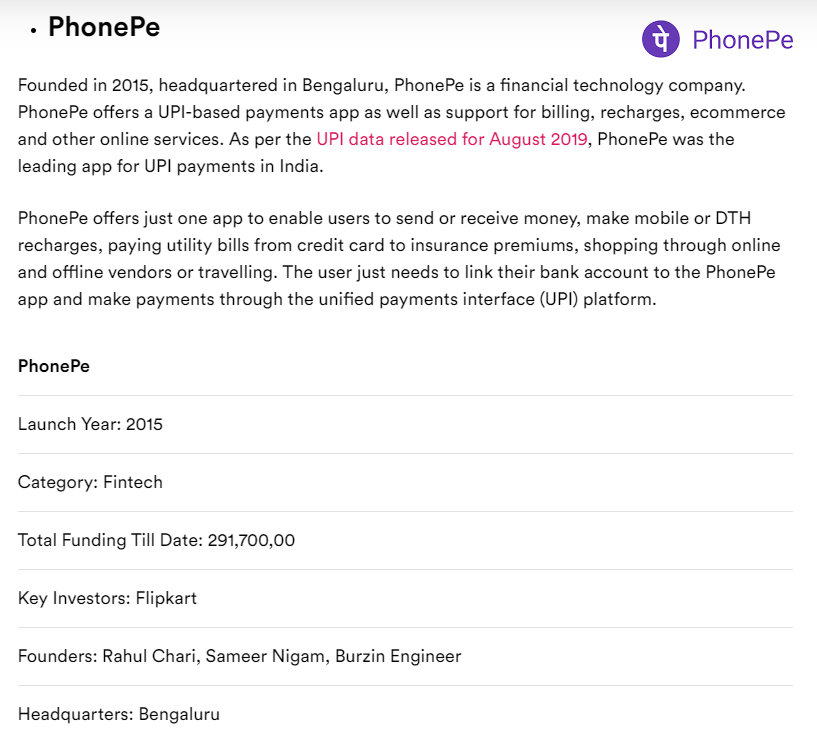 • PhonePe
पे PhonePe
Founded in 2015, headquartered in Bengaluru, PhonePe is a financial technology company.
PhonePe offers a UPI-based payments app as well as support for billing, recharges, ecommerce
and other online services. As per the UPI data released for August 2019, PhonePe was the
leading app for UPI payments in India.
PhonePe offers just one app to enable users to send or receive money, make mobile or DTH
recharges, paying utility bills from credit card to insurance premiums, shopping through online
and offline vendors or travelling. The user just needs to link their bank account to the PhonePe
app and make payments through the unified payments interface (UPI) platform.
PhonePe
Launch Year: 2015
Category: Fintech
Total Funding Till Date: 291,700,00
Key Investors: Flipkart
Founders: Rahul Chari, Sameer Nigam, Burzin Engineer
Headquarters: Bengaluru